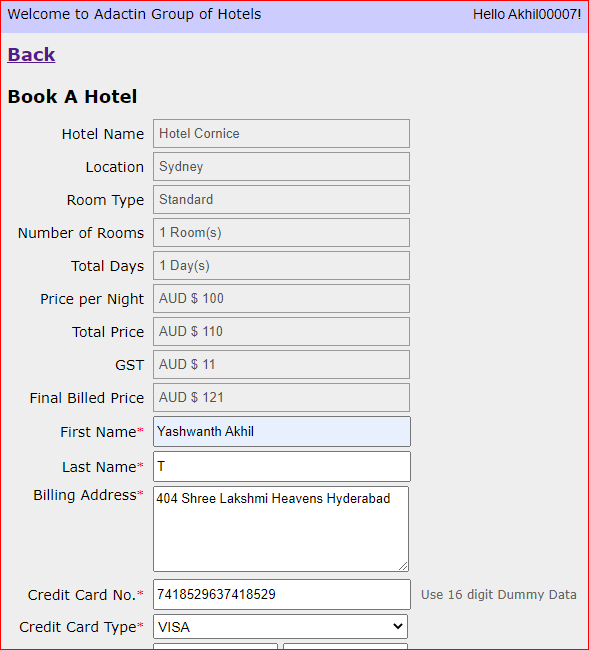 Welcome to Adactin Group of Hotels Hello Akhil00007!
Back
Book A Hotel
Hotel Name Hotel Cornice
Location Sydney
Room Type Standard
Number of Rooms 1 Room(s)
Total Days 1 Day(s)
Price per Night AUD $ 100
Total Price AUD $ 110
GST AUD $ 11
Final Billed Price AUD $ 121
First Name* Yashwanth Akhil
Last Name* T
Billing Address* 404 Shree Lakshmi Heavens Hyderabad
Credit Card No.* 7418529637418529 Use 16 digit Dummy Data
Credit Card Type* VISA